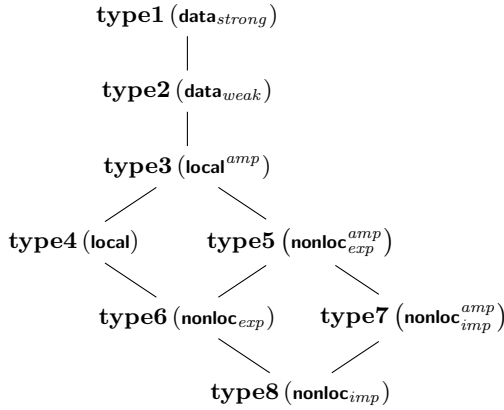 type1 (data_strong)
type2 (data_weak)
type3 (local^amp)
type4 (local) type5 (nonloc^amp_exp)
type6 (nonloc_exp) type7 (nonloc^amp_imp)
type8 (nonloc_imp)